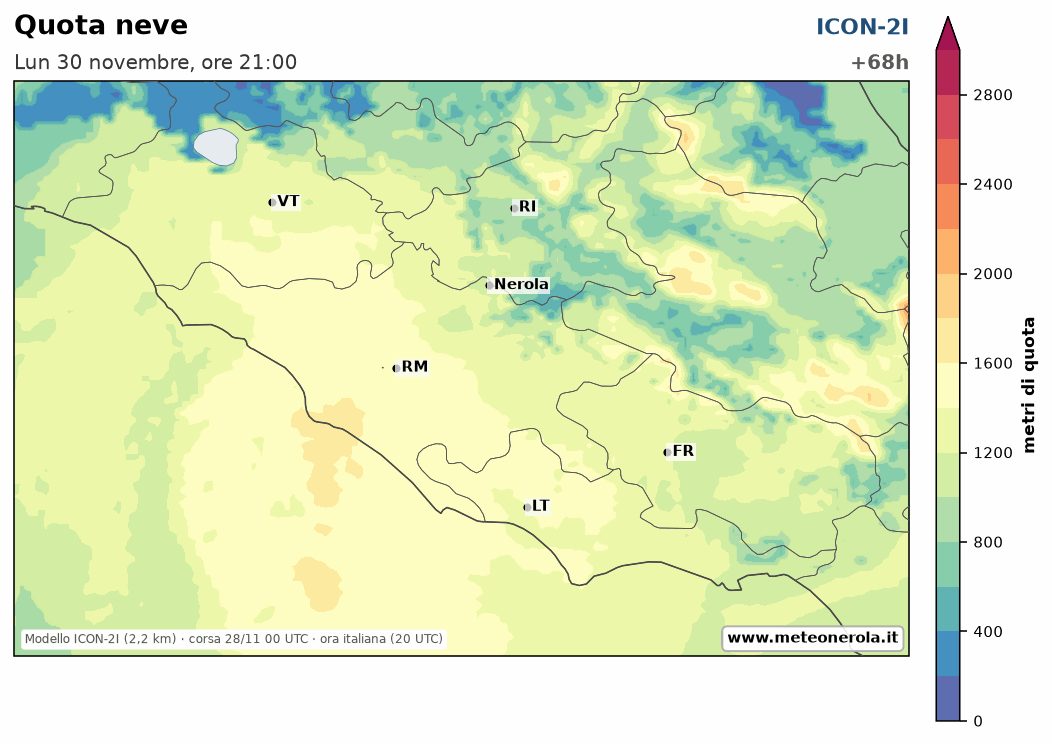 Quota neve
ICON-2I
Lun 30 novembre, ore 21:00
+68h
VT
RI
Nerola
RM
FR
LT
Modello ICON-2I (2,2 km) · corsa 28/11 00 UTC · ora italiana (20 UTC)
www.meteonerola.it
2800
2400
2000
1600
1200
800
400
0
metri di quota